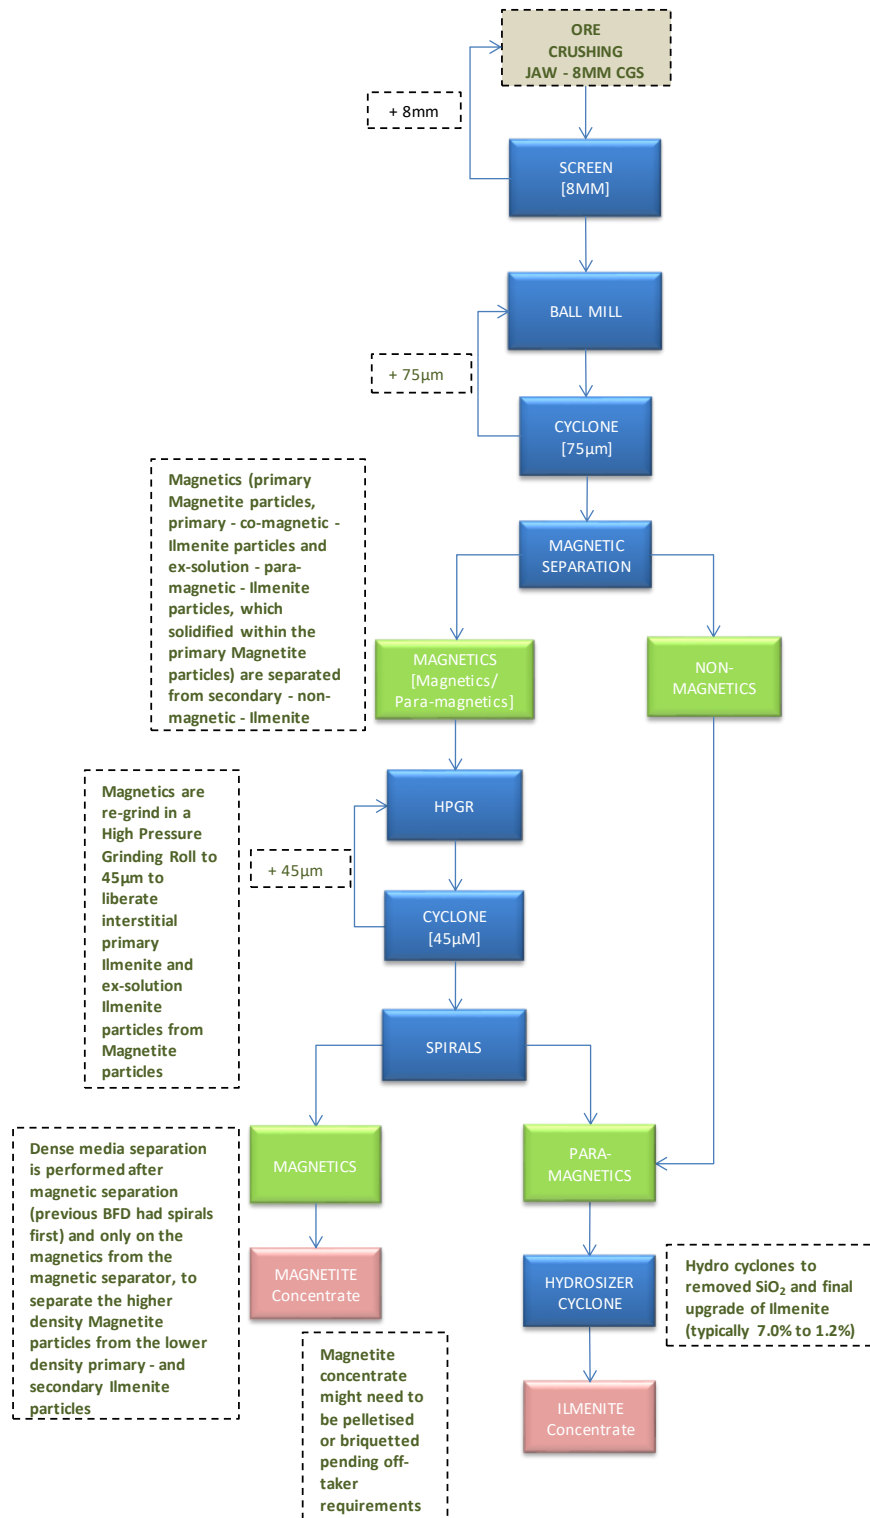 ORE
CRUSHING
JAW - 8MM CGS
+ 8mm
SCREEN
[8MM]
BALL MILL
+ 75µm
CYCLONE
[75µm]
Magnetics (primary
Magnetite particles,
primary - co-magnetic -
Ilmenite particles and
ex-solution - para-
magnetic - Ilmenite
particles, which
solidified within the
primary Magnetite
particles) are separated
from secondary - non-
magnetic - Ilmenite
MAGNETIC
SEPARATION
MAGNETICS
[Magnetics/
Para-magnetics]
NON-
MAGNETICS
Magnetics are
re-grind in a
High Pressure
Grinding Roll to
45µm to
liberate
interstitial
primary
Ilmenite and
ex-solution
Ilmenite
particles from
Magnetite
particles
HPGR
+ 45µm
CYCLONE
[45µM]
SPIRALS
Dense media separation
is performed after
magnetic separation
(previous BFD had spirals
first) and only on the
magnetics from the
magnetic separator, to
separate the higher
density Magnetite
particles from the lower
density primary - and
secondary Ilmenite
particles
MAGNETICS
PARA-
MAGNETICS
MAGNETITE
Concentrate
HYDROSIZER
CYCLONE
Hydro cyclones to
removed SiO₂ and final
upgrade of Ilmenite
(typically 7.0% to 1.2%)
Magnetite
concentrate
might need to
be pelletised
or briquetted
pending off-
taker
requirements
ILMENITE
Concentrate